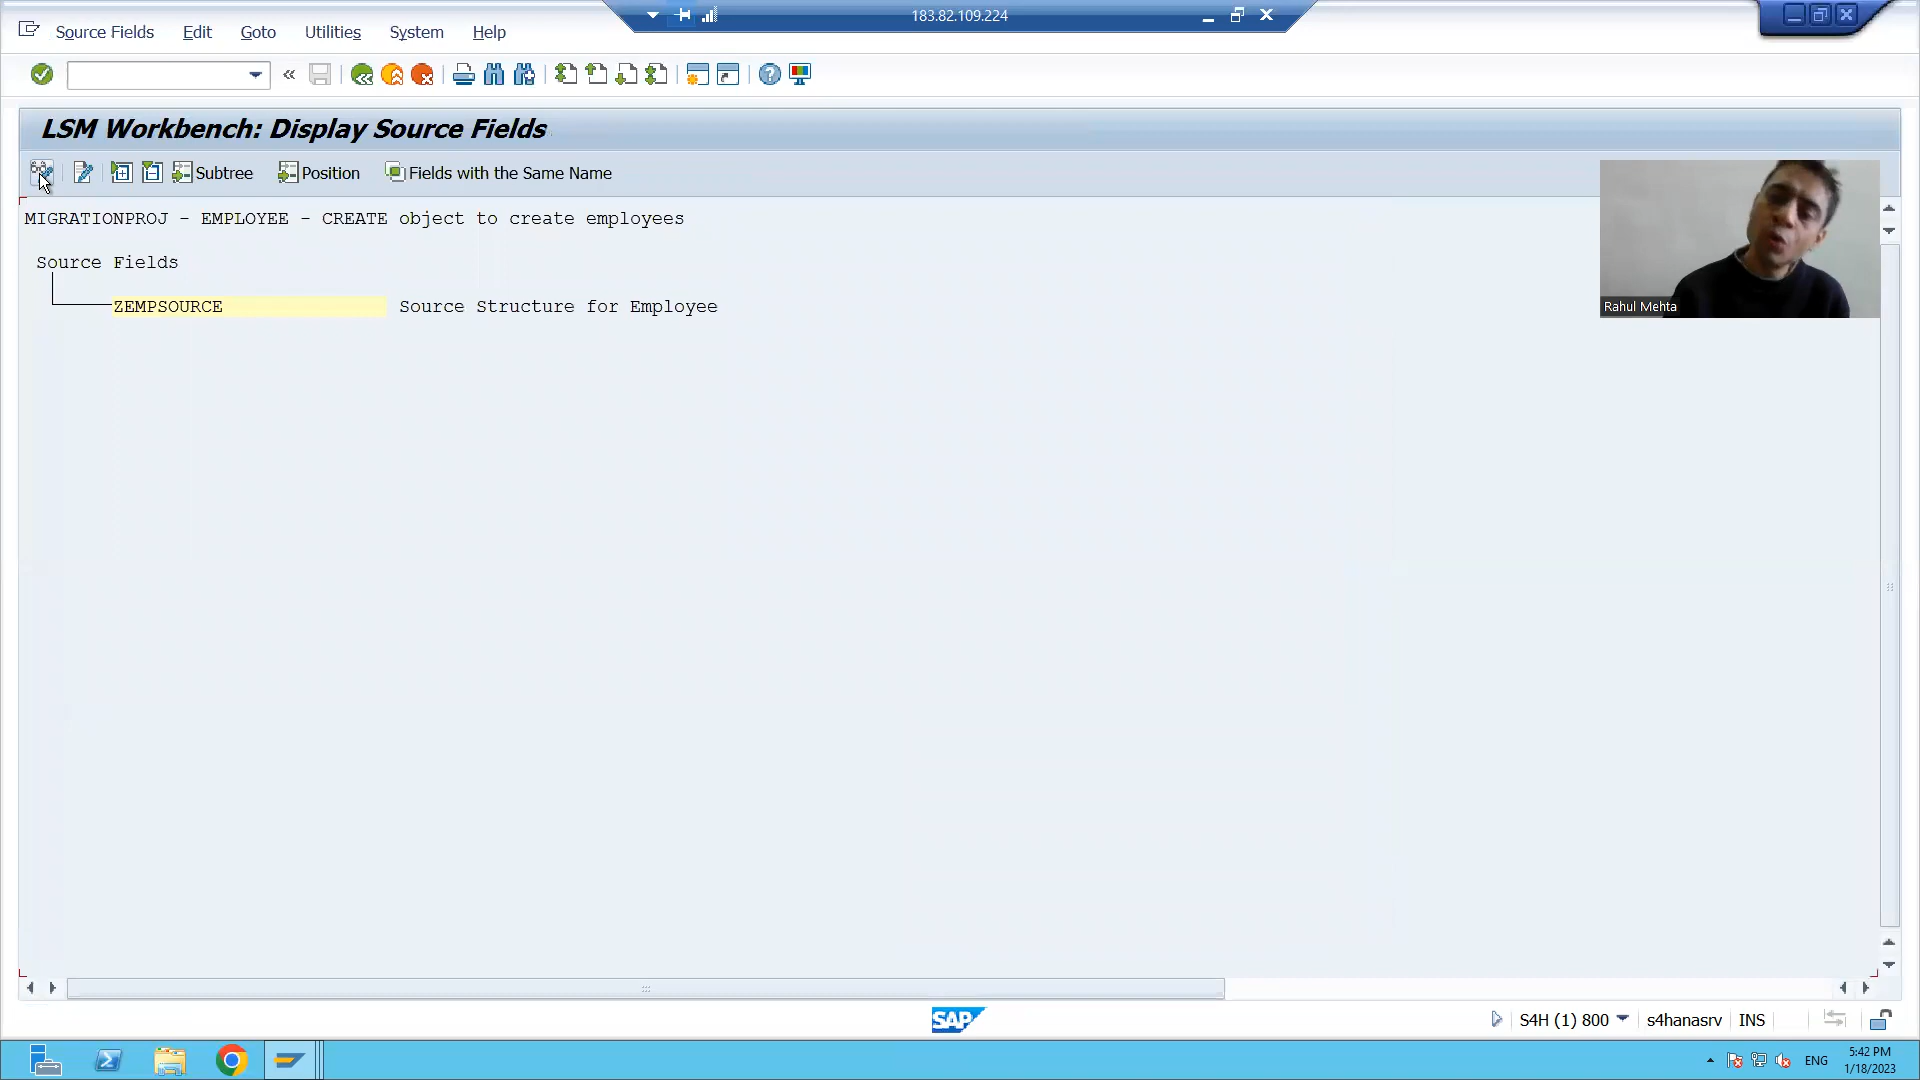 183.82.109.224
Source Fields Edit Goto Utilities System Help
LSM Workbench: Display Source Fields
Subtree Position Fields with the Same Name
MIGRATIONPROJ - EMPLOYEE - CREATE object to create employees
Source Fields
ZEMPSOURCE Source Structure for Employee
Rahul Mehta
SAP
S4H (1) 800 s4hanasrv INS
ENG
5:42 PM
1/18/2023